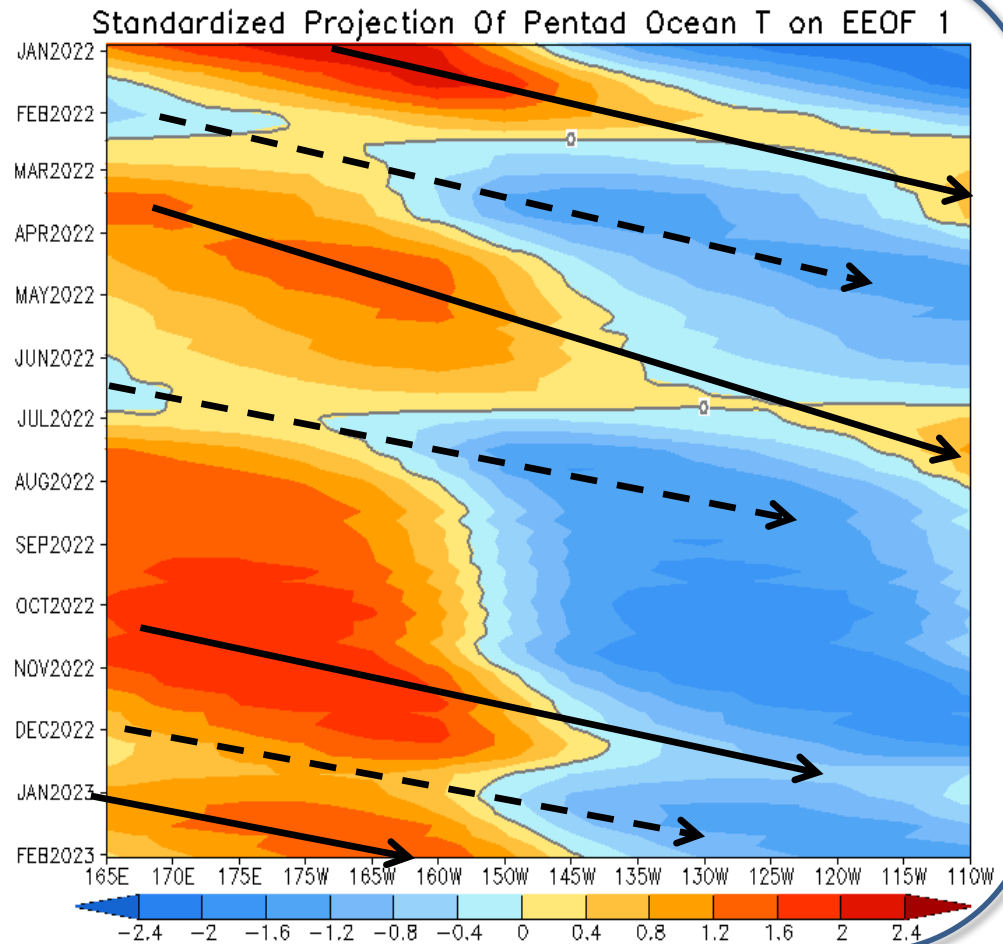 Standardized Projection Of Pentad Ocean T on EEOF 1
JAN2022
FEB2022
0
MAR2022
APR2022
MAY2022
JUN2022
0
JUL2022
AUG2022
SEP2022
OCT2022
NOV2022
DEC2022
JAN2023
FEB2023
165E 170E 175E 175W 165W 160W 150W 145W 135W 130W 125W 120W 115W 110W
-2.4 -2 -1.6 -1.2 -0.8 -0.4 0 0.4 0.8 1.2 1.6 2 2.4